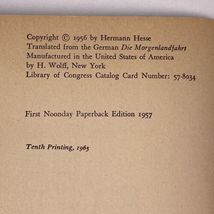 Copyright © 1956 by Hermann Hesse
Translated from the German Die Morgenlandfahrt
Manufactured in the United States of America
by H. Wolff, New York
Library of Congress Catalog Card Number: 57-8034
First Noonday Paperback Edition 1957
Tenth Printing, 1965